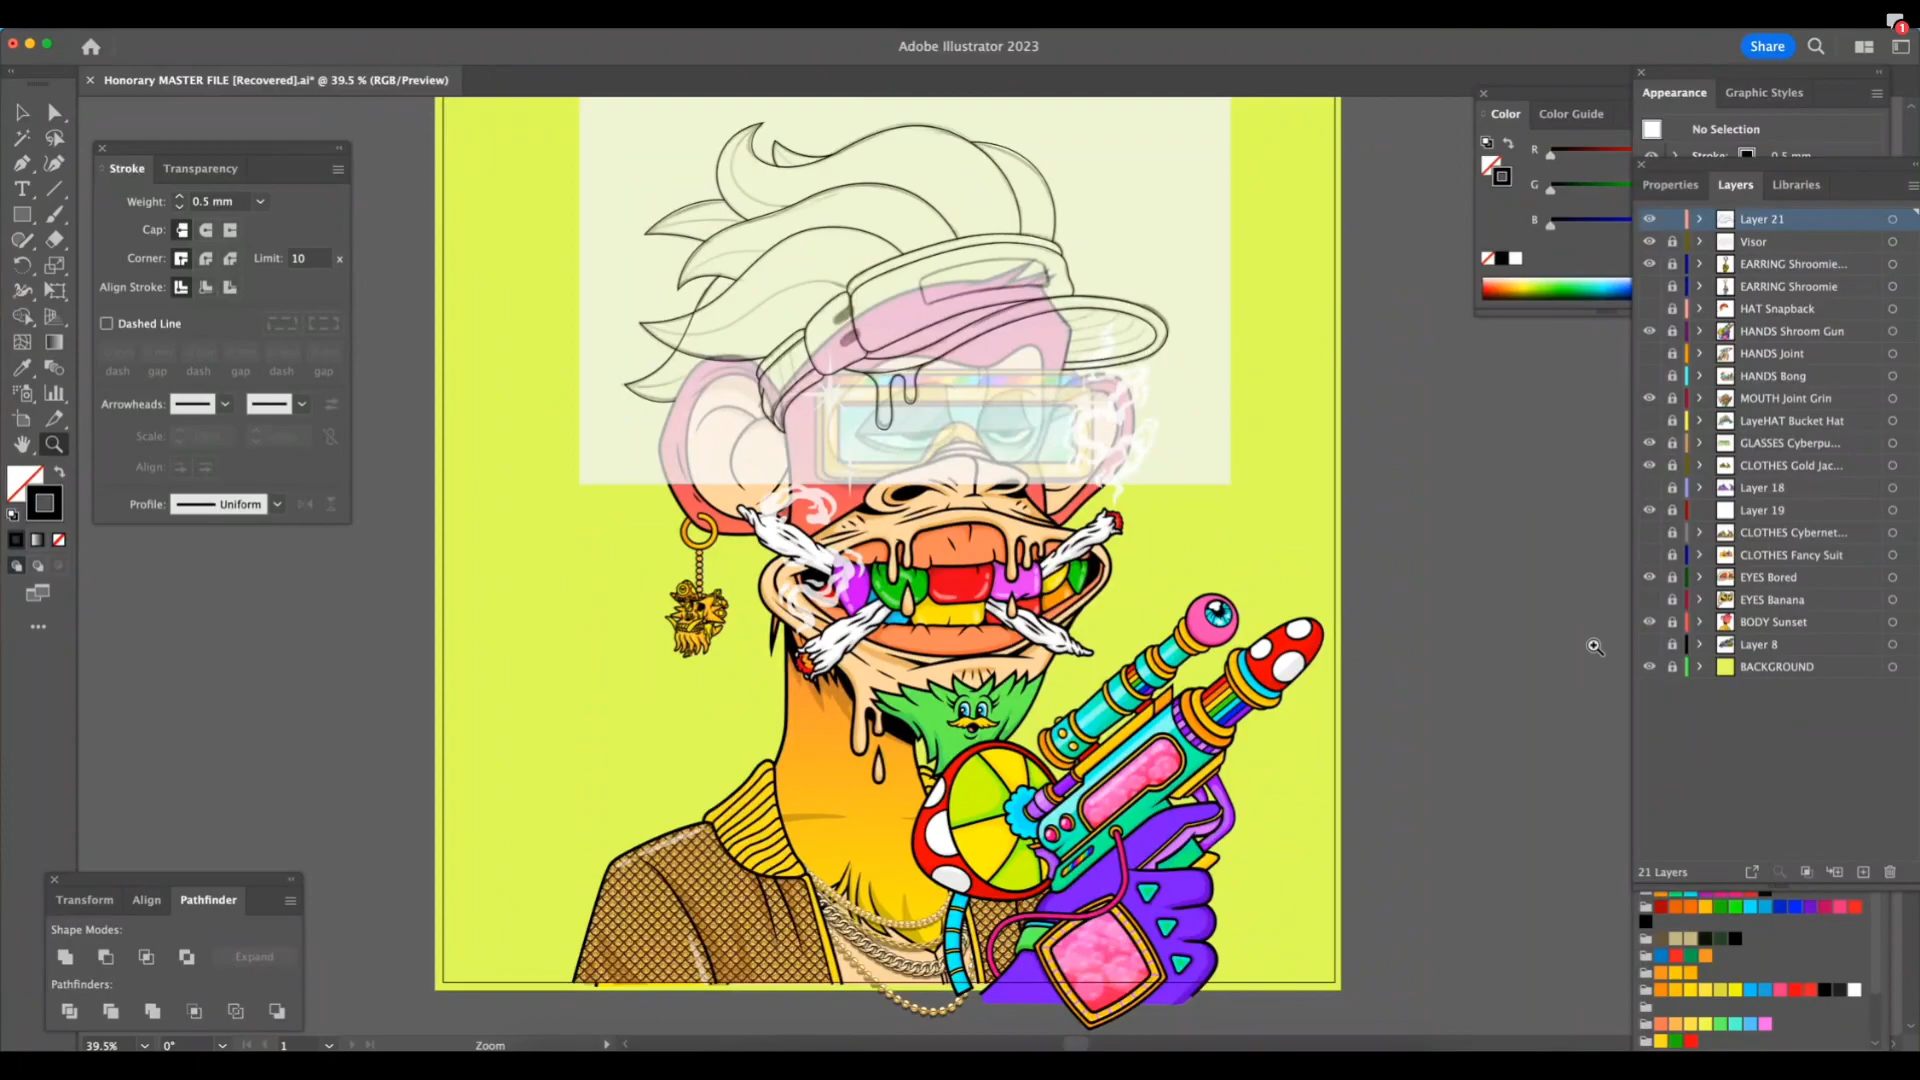 1
Adobe Illustrator 2023
Share
Honorary MASTER FILE [Recovered].ai* @ 39.5 % (RGB/Preview)
Stroke
Transparency
Weight:
0.5 mm
Cap:
Corner:
Limit:
10
x
Align Stroke:
Dashed Line
dash
gap
dash
gap
dash
gap
Arrowheads:
Scale:
Align:
Profile:
Uniform
Color
Color Guide
R
G
B
Appearance
Graphic Styles
No Selection
Stroke:
0.5 mm
Properties
Layers
Libraries
Layer 21
Visor
EARRING Shroomie...
EARRING Shroomie
HAT Snapback
HANDS Shroom Gun
HANDS Joint
HANDS Bong
MOUTH Joint Grin
LayeHAT Bucket Hat
GLASSES Cyberpu...
CLOTHES Gold Jac...
Layer 18
Layer 19
CLOTHES Cybernet...
CLOTHES Fancy Suit
EYES Bored
EYES Banana
BODY Sunset
Layer 8
BACKGROUND
21 Layers
Transform
Align
Pathfinder
Shape Modes:
Expand
Pathfinders:
39.5%
0°
1
Zoom